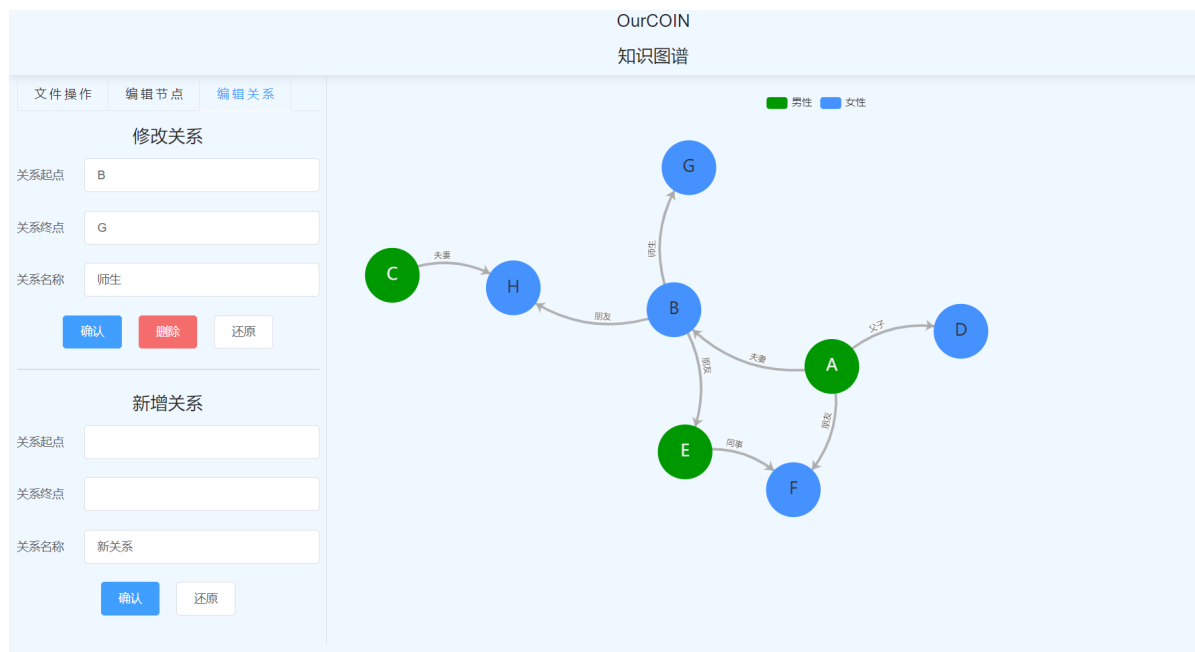 OurCOIN
知识图谱
文件操作 编辑节点 编辑关系
修改关系
关系起点 B
关系终点 G
关系名称 师生
确认 删除 还原
新增关系
关系起点
关系终点
关系名称 新关系
确认 还原
男性 女性
G
师生
夫妻
C
H
B
朋友
朋友
夫妻
父子
D
A
朋友
E
同事
F